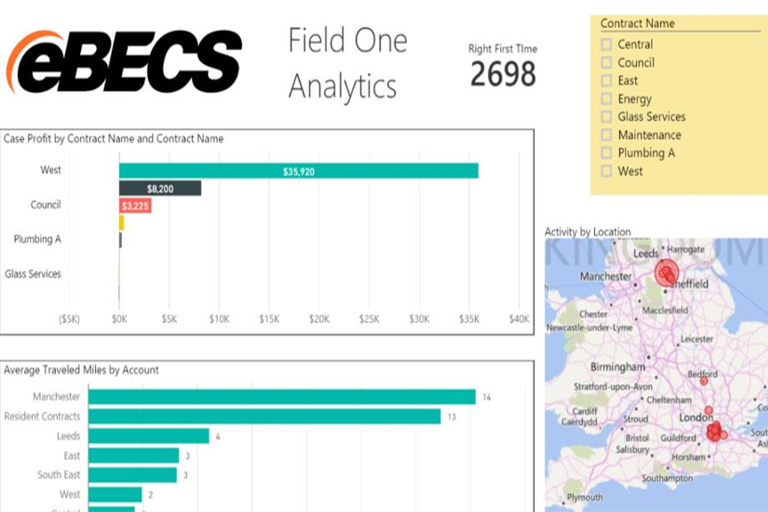 eBECS
Field One
Analytics
Right First Time
2698
Contract Name
Central
Council
East
Energy
Glass Services
Maintenance
Plumbing A
West
Case Profit by Contract Name and Contract Name
West
$35,920
$8,200
Council
$3,225
Plumbing A
Glass Services
($5K)
$0K
$5K
$10K
$15K
$20K
$25K
$30K
$35K
$40K
Average Traveled Miles by Account
Manchester
14
Resident Contracts
13
Leeds
4
East
3
South East
3
West
2
Central
Activity by Location
KINGDOM
Leeds
Harrogate
Manchester
Sheffield
Chester
Macclesfield
Newcastle-under-Lyme
Leicester
Birmingham
Bedford
Stratford-upon-Avon
Cheltenham
Cardiff
Caerdydd
Stroud
London
Bristol
Guildford
Salisbury
Horsham
Southampton
Plymouth